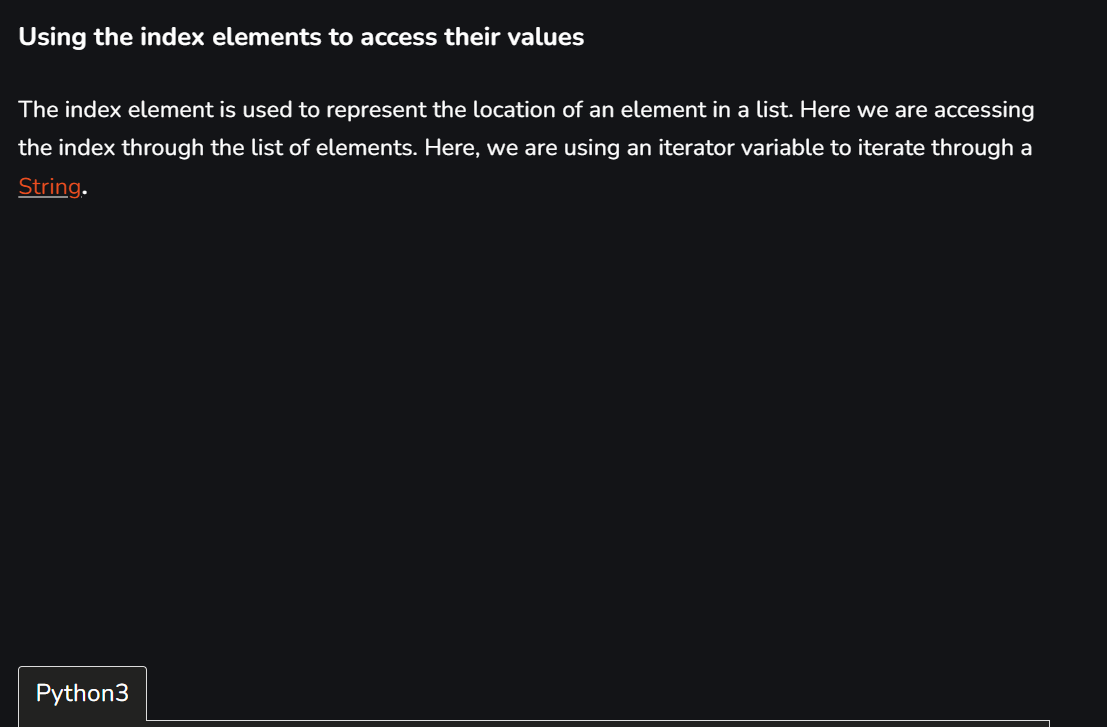 Using the index elements to access their values
The index element is used to represent the location of an element in a list. Here we are accessing
the index through the list of elements. Here, we are using an iterator variable to iterate through a
String.
Python3